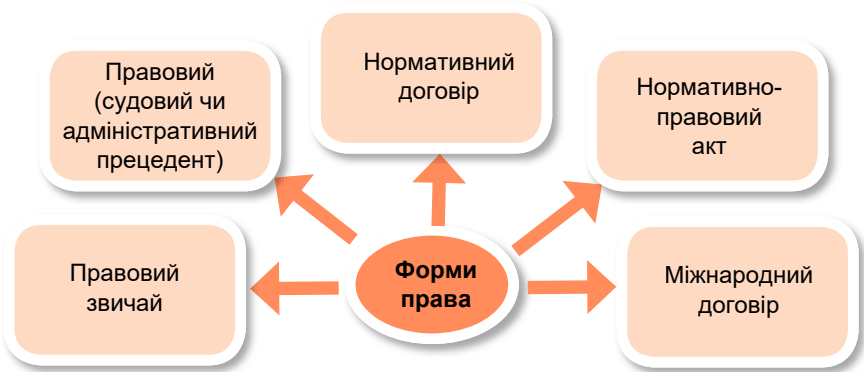 Правовий
(судовий чи
адміністративний
прецедент)
Нормативний
договір
Нормативно-
правовий
акт
Правовий
звичай
Форми
права
Міжнародний
договір